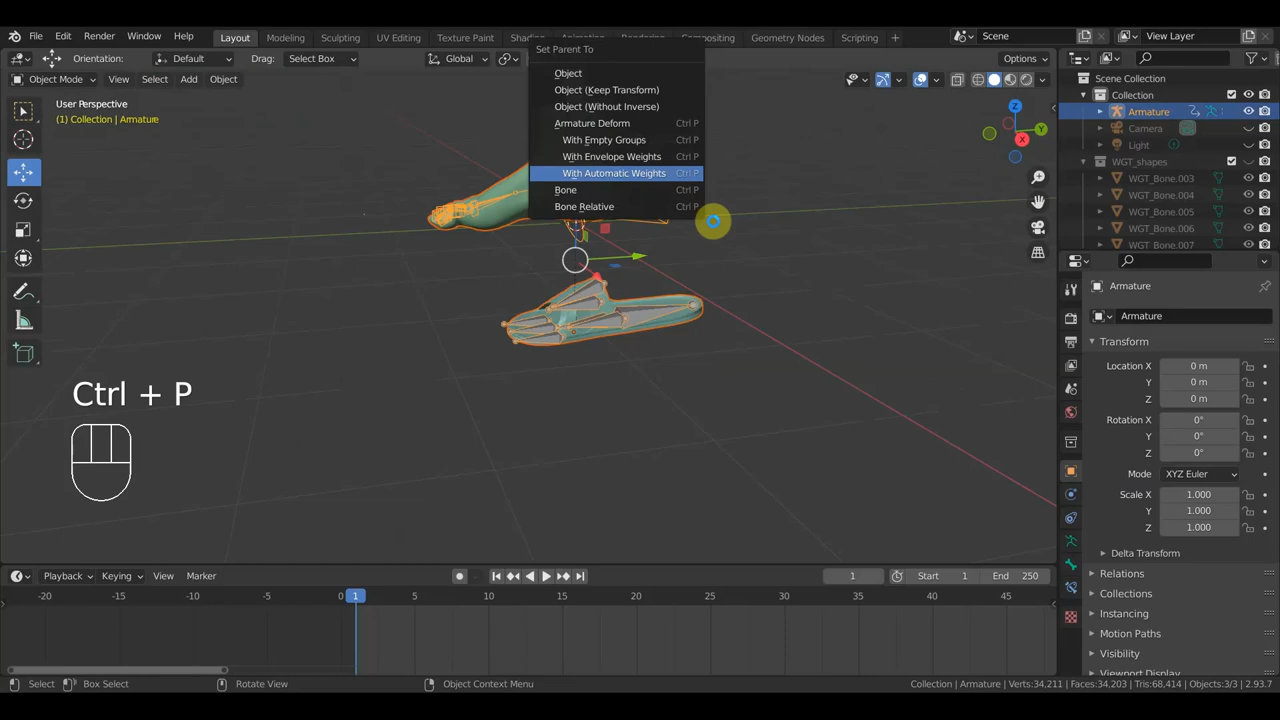 File Edit Render Window Help Layout Modeling Sculpting UV Editing Texture Paint Shading Animation Rendering Compositing Geometry Nodes Scripting + Scene View Layer
Orientation: Default Drag: Select Box Global Options
Object Mode View Select Add Object
User Perspective
(1) Collection | Armature
Set Parent To
Object
Object (Keep Transform)
Object (Without Inverse)
Armature Deform Ctrl P
With Empty Groups Ctrl P
With Envelope Weights Ctrl P
With Automatic Weights Ctrl P
Bone Ctrl P
Bone Relative Ctrl P
Z
Y
X
Ctrl + P
Scene Collection
Collection
Armature
Camera
Light
WGT_shapes
WGT_Bone.003
WGT_Bone.004
WGT_Bone.005
WGT_Bone.006
WGT_Bone.007
Armature
Armature
Transform
Location X 0 m
Y 0 m
Z 0 m
Rotation X 0°
Y 0°
Z 0°
Mode XYZ Euler
Scale X 1.000
Y 1.000
Z 1.000
Delta Transform
Relations
Collections
Instancing
Motion Paths
Visibility
Viewport Display
Playback Keying View Marker 1 Start 1 End 250
-20 -15 -10 -5 0 1 5 10 15 20 25 30 35 40 45
Select Box Select Rotate View Object Context Menu Collection | Armature | Verts:34,211 | Faces:34,203 | Tris:68,414 | Objects:3/3 | 2.93.7